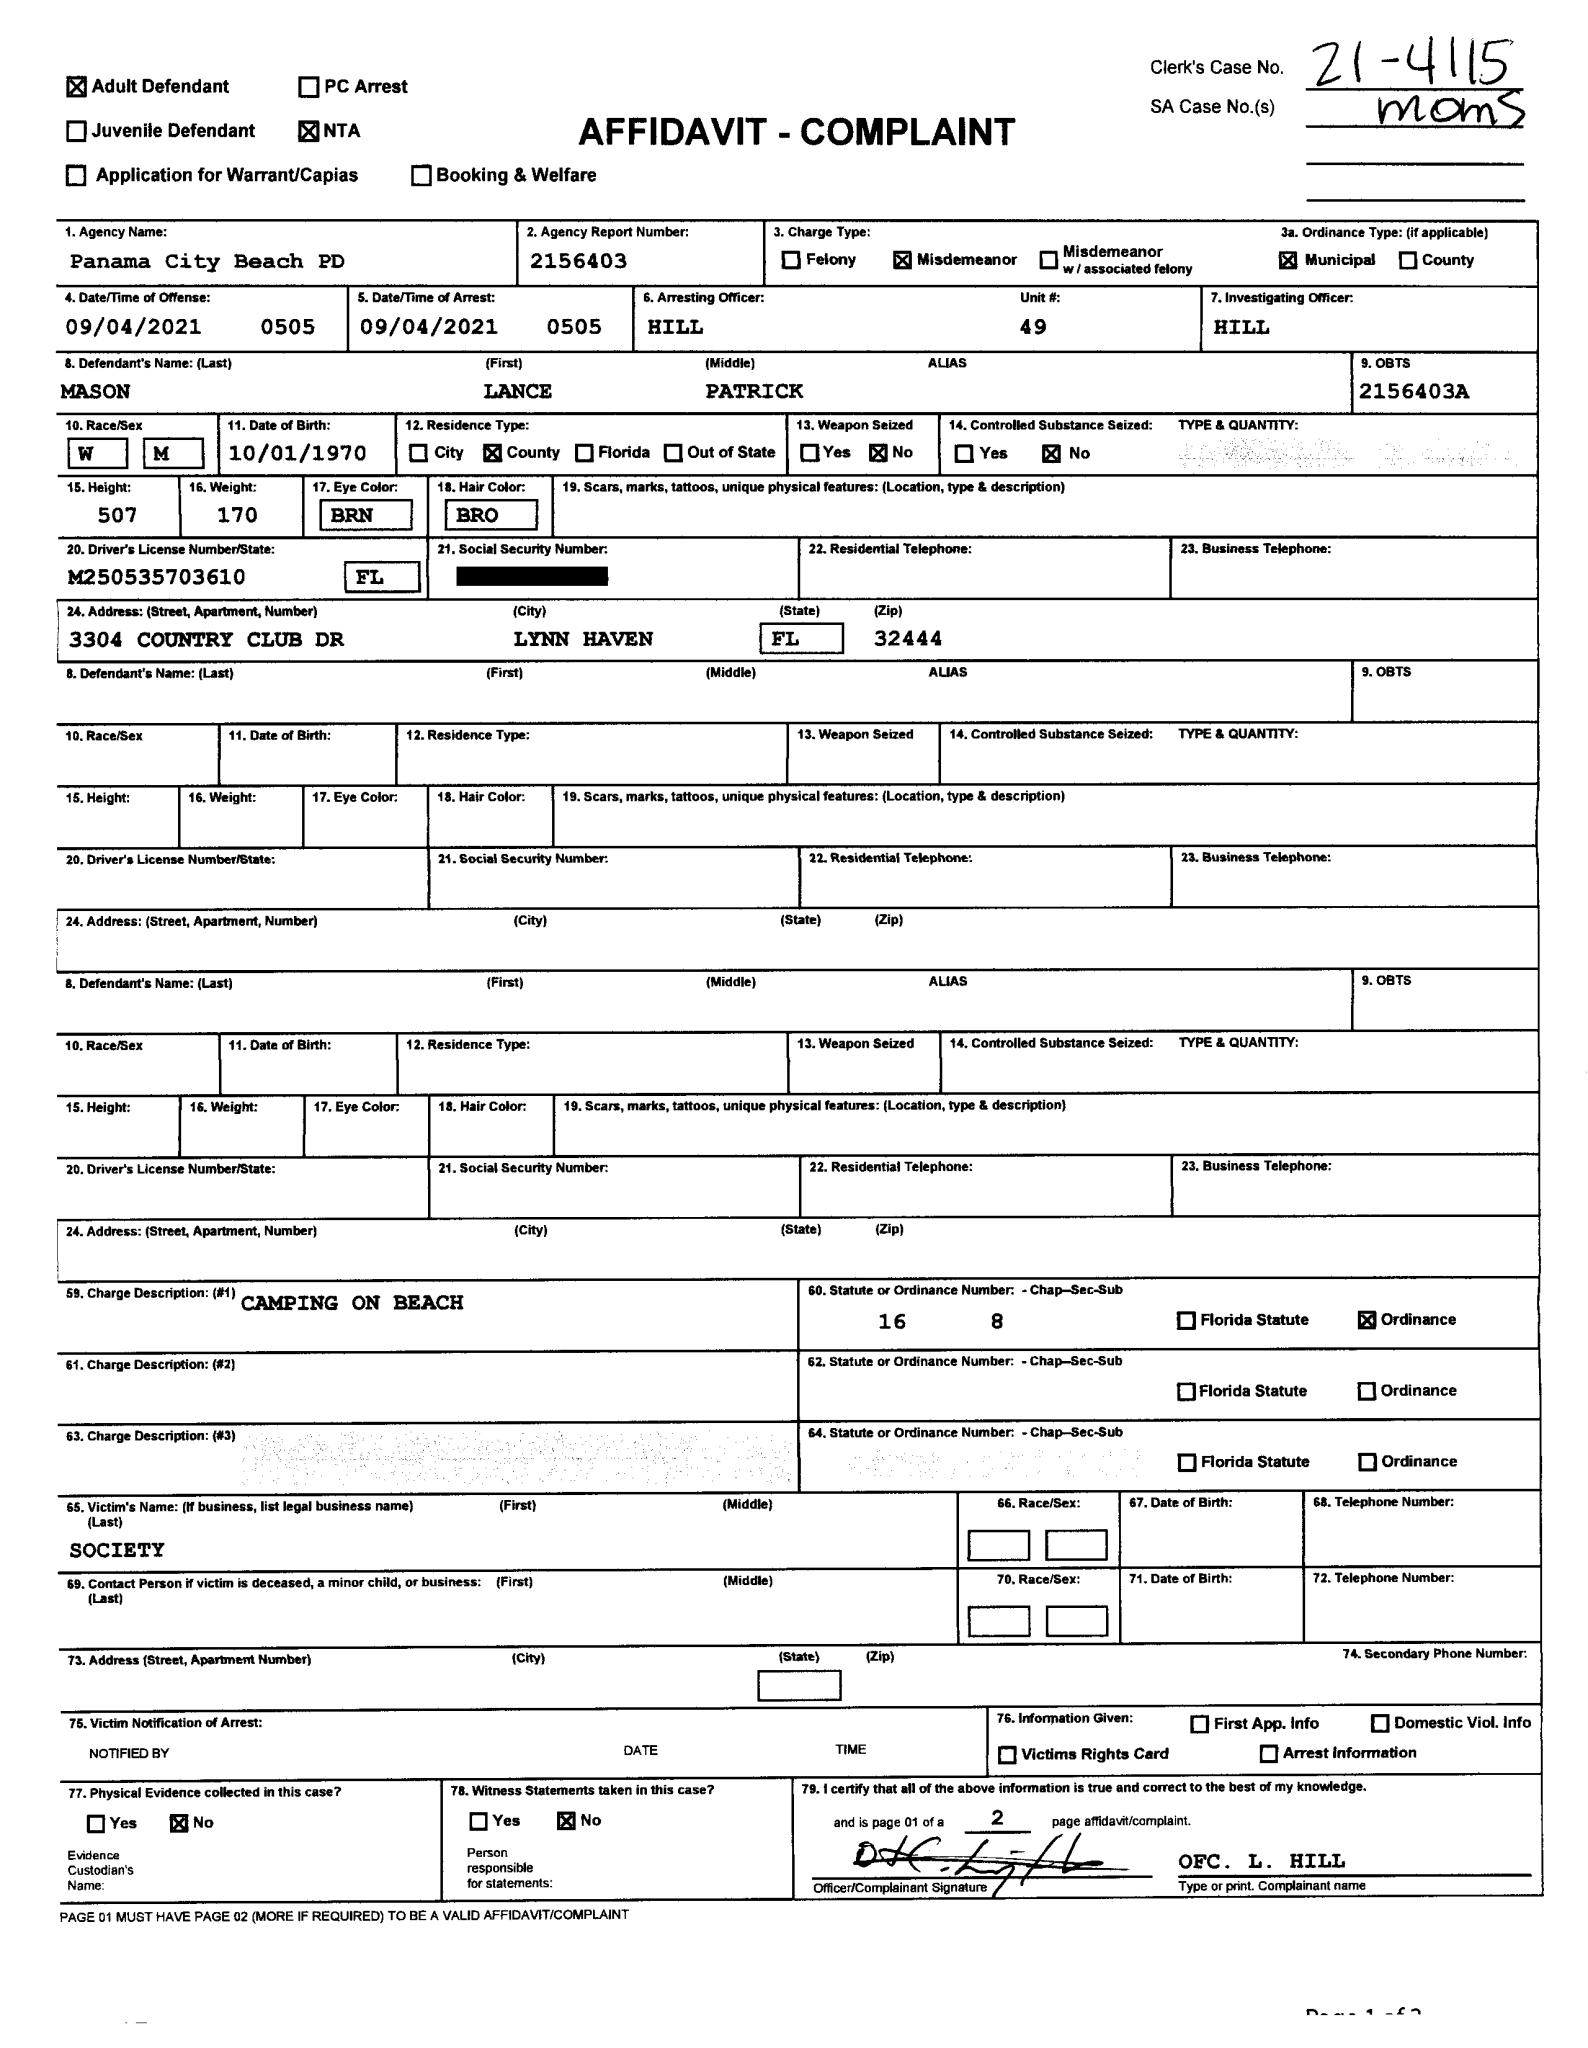 Clerk's Case No. 21-4115
SA Case No.(s) moms
Adult Defendant PC Arrest
Juvenile Defendant NTA
AFFIDAVIT - COMPLAINT
Application for Warrant/Capias Booking & Welfare
1. Agency Name: 2. Agency Report Number: 3. Charge Type: 3a. Ordinance Type: (if applicable)
Panama City Beach PD 2156403 Felony Misdemeanor Misdemeanor w / associated felony Municipal County
4. Date/Time of Offense: 5. Date/Time of Arrest: 6. Arresting Officer: Unit #: 7. Investigating Officer:
09/04/2021 0505 09/04/2021 0505 HILL 49 HILL
8. Defendant's Name: (Last) (First) (Middle) ALIAS 9. OBTS
MASON LANCE PATRICK 2156403A
10. Race/Sex 11. Date of Birth: 12. Residence Type: 13. Weapon Seized 14. Controlled Substance Seized: TYPE & QUANTITY:
W M 10/01/1970 City County Florida Out of State Yes No Yes No
15. Height: 16. Weight: 17. Eye Color: 18. Hair Color: 19. Scars, marks, tattoos, unique physical features: (Location, type & description)
507 170 BRN BRO
20. Driver's License Number/State: 21. Social Security Number: 22. Residential Telephone: 23. Business Telephone:
M250535703610 FL
24. Address: (Street, Apartment, Number) (City) (State) (Zip)
3304 COUNTRY CLUB DR LYNN HAVEN FL 32444
8. Defendant's Name: (Last) (First) (Middle) ALIAS 9. OBTS
10. Race/Sex 11. Date of Birth: 12. Residence Type: 13. Weapon Seized 14. Controlled Substance Seized: TYPE & QUANTITY:
15. Height: 16. Weight: 17. Eye Color: 18. Hair Color: 19. Scars, marks, tattoos, unique physical features: (Location, type & description)
20. Driver's License Number/State: 21. Social Security Number: 22. Residential Telephone: 23. Business Telephone:
24. Address: (Street, Apartment, Number) (City) (State) (Zip)
8. Defendant's Name: (Last) (First) (Middle) ALIAS 9. OBTS
10. Race/Sex 11. Date of Birth: 12. Residence Type: 13. Weapon Seized 14. Controlled Substance Seized: TYPE & QUANTITY:
15. Height: 16. Weight: 17. Eye Color: 18. Hair Color: 19. Scars, marks, tattoos, unique physical features: (Location, type & description)
20. Driver's License Number/State: 21. Social Security Number: 22. Residential Telephone: 23. Business Telephone:
24. Address: (Street, Apartment, Number) (City) (State) (Zip)
59. Charge Description: (#1) CAMPING ON BEACH 60. Statute or Ordinance Number: - Chap--Sec-Sub
16 8 Florida Statute Ordinance
61. Charge Description: (#2) 62. Statute or Ordinance Number: - Chap--Sec-Sub
Florida Statute Ordinance
63. Charge Description: (#3) 64. Statute or Ordinance Number: - Chap--Sec-Sub
Florida Statute Ordinance
65. Victim's Name: (If business, list legal business name) (First) (Middle) 66. Race/Sex: 67. Date of Birth: 68. Telephone Number:
(Last)
SOCIETY
69. Contact Person if victim is deceased, a minor child, or business: (First) (Middle) 70. Race/Sex: 71. Date of Birth: 72. Telephone Number:
(Last)
73. Address (Street, Apartment Number) (City) (State) (Zip) 74. Secondary Phone Number:
75. Victim Notification of Arrest: 76. Information Given: First App. Info Domestic Viol. Info
NOTIFIED BY DATE TIME Victims Rights Card Arrest Information
77. Physical Evidence collected in this case? 78. Witness Statements taken in this case? 79. I certify that all of the above information is true and correct to the best of my knowledge.
Yes No Yes No and is page 01 of a 2 page affidavit/complaint.
Evidence Custodian's Name: Person responsible for statements: OFC. L. HILL
Officer/Complainant Signature Type or print. Complainant name
PAGE 01 MUST HAVE PAGE 02 (MORE IF REQUIRED) TO BE A VALID AFFIDAVIT/COMPLAINT